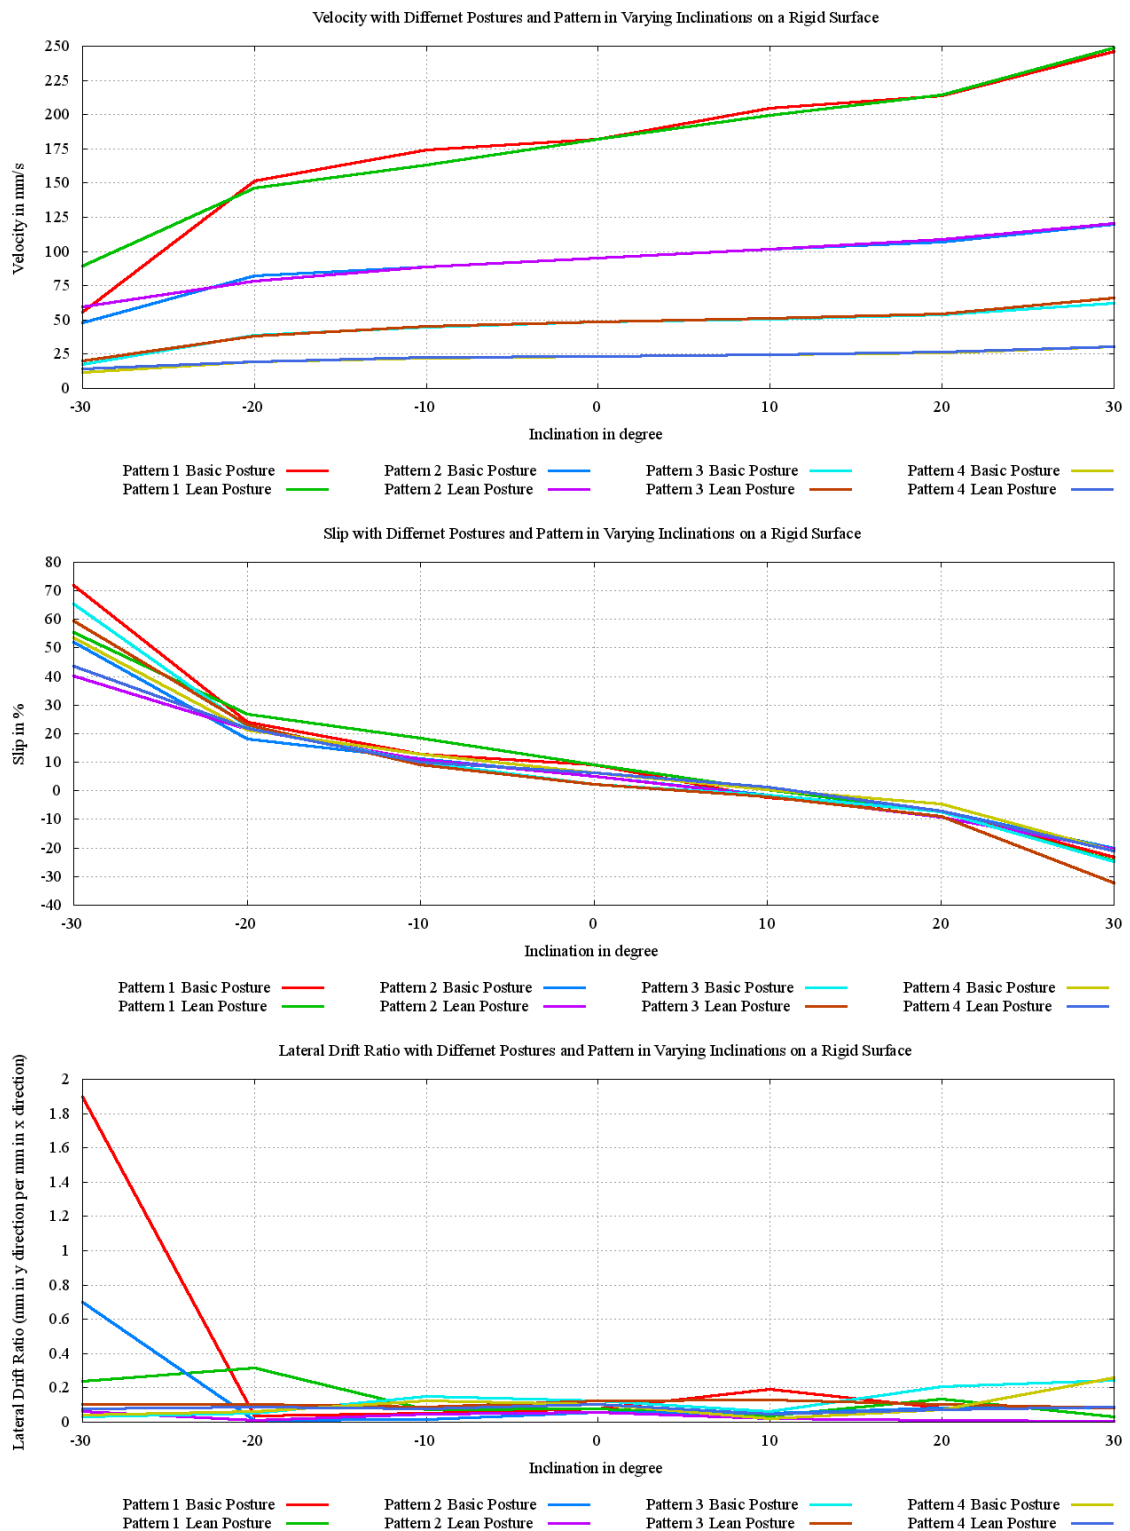 Velocity with Differnet Postures and Pattern in Varying Inclinations on a Rigid Surface
Velocity in mm/s
250
225
200
175
150
125
100
75
50
25
0
-30 -20 -10 0 10 20 30
Inclination in degree
Pattern 1 Basic Posture Pattern 2 Basic Posture Pattern 3 Basic Posture Pattern 4 Basic Posture
Pattern 1 Lean Posture Pattern 2 Lean Posture Pattern 3 Lean Posture Pattern 4 Lean Posture
Slip with Differnet Postures and Pattern in Varying Inclinations on a Rigid Surface
Slip in %
80
70
60
50
40
30
20
10
0
-10
-20
-30
-40
-30 -20 -10 0 10 20 30
Inclination in degree
Pattern 1 Basic Posture Pattern 2 Basic Posture Pattern 3 Basic Posture Pattern 4 Basic Posture
Pattern 1 Lean Posture Pattern 2 Lean Posture Pattern 3 Lean Posture Pattern 4 Lean Posture
Lateral Drift Ratio with Differnet Postures and Pattern in Varying Inclinations on a Rigid Surface
Lateral Drift Ratio (mm in y direction per mm in x direction)
2
1.8
1.6
1.4
1.2
1
0.8
0.6
0.4
0.2
0
-30 -20 -10 0 10 20 30
Inclination in degree
Pattern 1 Basic Posture Pattern 2 Basic Posture Pattern 3 Basic Posture Pattern 4 Basic Posture
Pattern 1 Lean Posture Pattern 2 Lean Posture Pattern 3 Lean Posture Pattern 4 Lean Posture